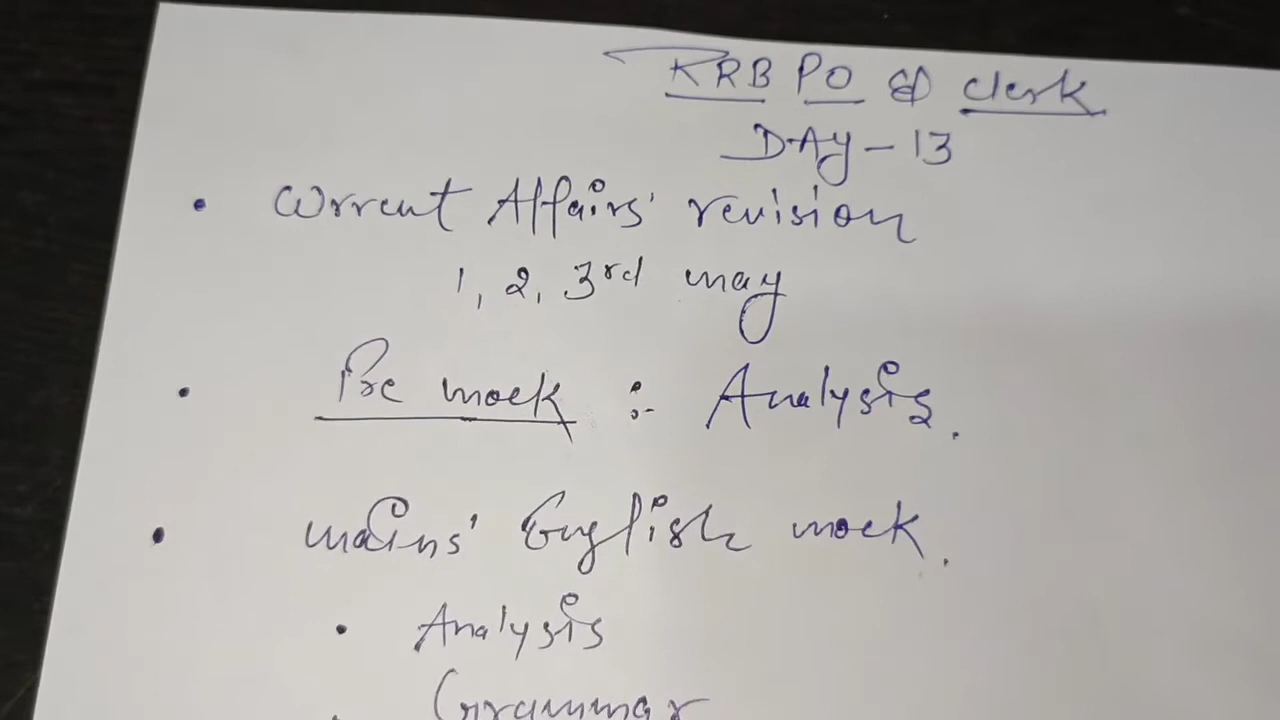 RRB PO & Clerk
DAY - 13
• Current Affairs' revision
1, 2, 3rd may
• Pre mock :- Analysis.
• mains' English mock.
• Analysis
• Grammar